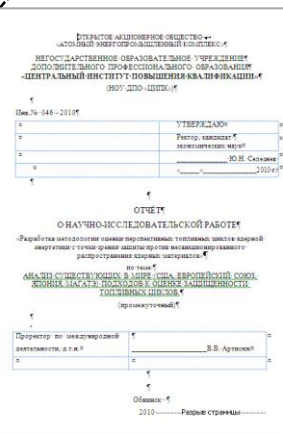 ОТКРЫТОЕ АКЦИОНЕРНОЕ ОБЩЕСТВО
«АТОМНЫЙ ЭНЕРГОПРОМЫШЛЕННЫЙ КОМПЛЕКС»
НЕГОСУДАРСТВЕННОЕ ОБРАЗОВАТЕЛЬНОЕ УЧРЕЖДЕНИЕ
ДОПОЛНИТЕЛЬНОГО ПРОФЕССИОНАЛЬНОГО ОБРАЗОВАНИЯ
«ЦЕНТРАЛЬНЫЙ ИНСТИТУТ ПОВЫШЕНИЯ КВАЛИФИКАЦИИ»
(НОУ ДПО «ЦИПК»)
Инв.№ 046 – 2010
УТВЕРЖДАЮ
Ректор, кандидат
экономических наук
Ю.Н. Селезнев
«____»____________2010 г
ОТЧЁТ
О НАУЧНО-ИССЛЕДОВАТЕЛЬСКОЙ РАБОТЕ
«Разработка методологии оценки перспективных топливных циклов ядерной
энергетики с точки зрения защиты против несанкционированного
распространения ядерных материалов»
по теме:
АНАЛИЗ СУЩЕСТВУЮЩИХ В МИРЕ (США, ЕВРОПЕЙСКИЙ СОЮЗ,
ЯПОНИЯ, МАГАТЭ) ПОДХОДОВ К ОЦЕНКЕ ЗАЩИЩЕННОСТИ
ТОПЛИВНЫХ ЦИКЛОВ
(промежуточный)
Проректор по международной
деятельности, д.т.н.
В.В. Артисюк
Обнинск
2010 Разрыв страницы